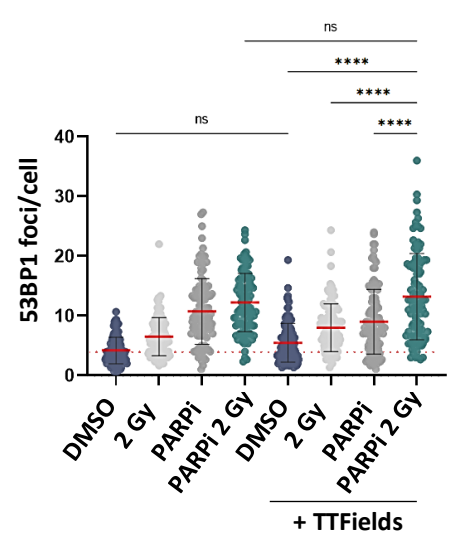 ns
****
****
****
ns
40
30
20
10
0
53BP1 foci/cell
DMSO
2 Gy
PARPi
PARPi 2 Gy
DMSO
2 Gy
PARPi
PARPi 2 Gy
+ TTFields